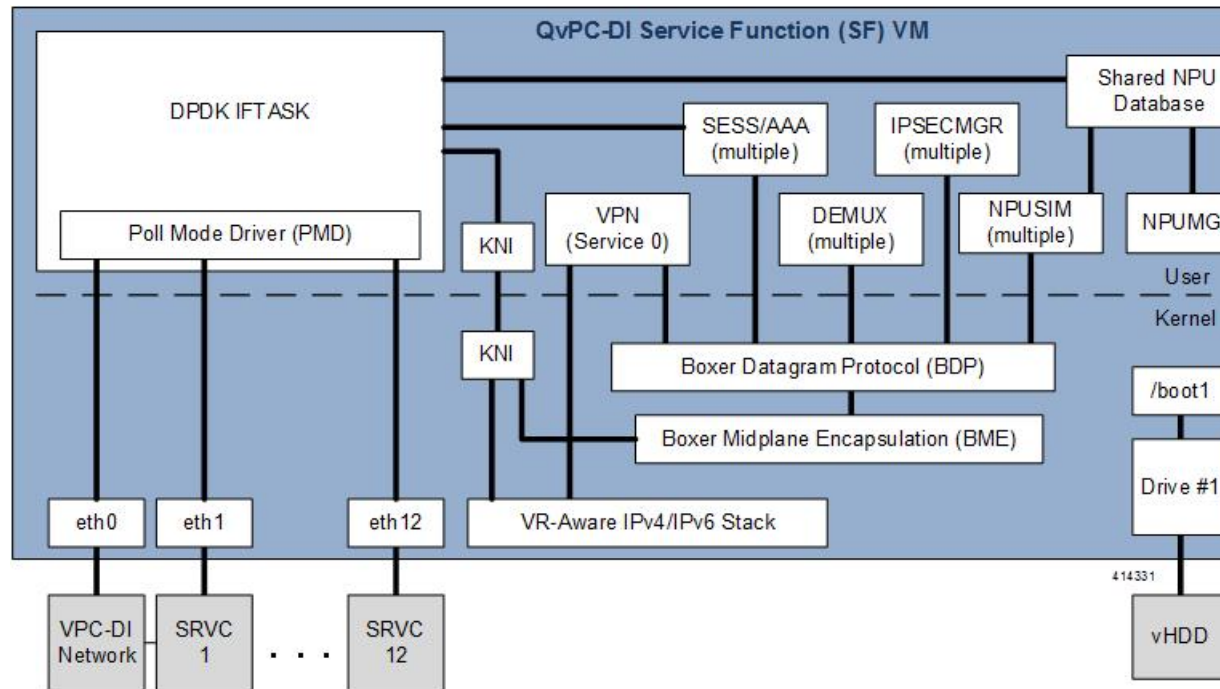 QvPC-DI Service Function (SF) VM
DPDK IFTASK
Poll Mode Driver (PMD)
Shared NPU
Database
SESS/AAA
(multiple)
IPSECMGR
(multiple)
KNI
VPN
(Service 0)
DEMUX
(multiple)
NPUSIM
(multiple)
NPUMG
User
Kernel
KNI
Boxer Datagram Protocol (BDP)
Boxer Midplane Encapsulation (BME)
/boot1
Drive #1
eth0
eth1
eth12
VR-Aware IPv4/IPv6 Stack
414331
VPC-DI
Network
SRVC
1
. . .
SRVC
12
vHDD